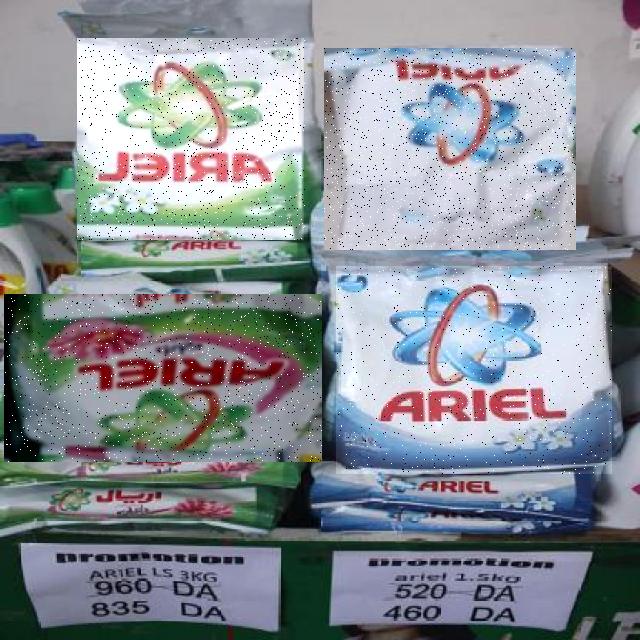 ARIEL
ARIEL
ARIEL
ARIEL
ARIEL
ARIEL
اريال
promotion
ARIEL LS 3KG
960 DA
835 DA
promotion
ariel 1.5kg
520 DA
460 DA